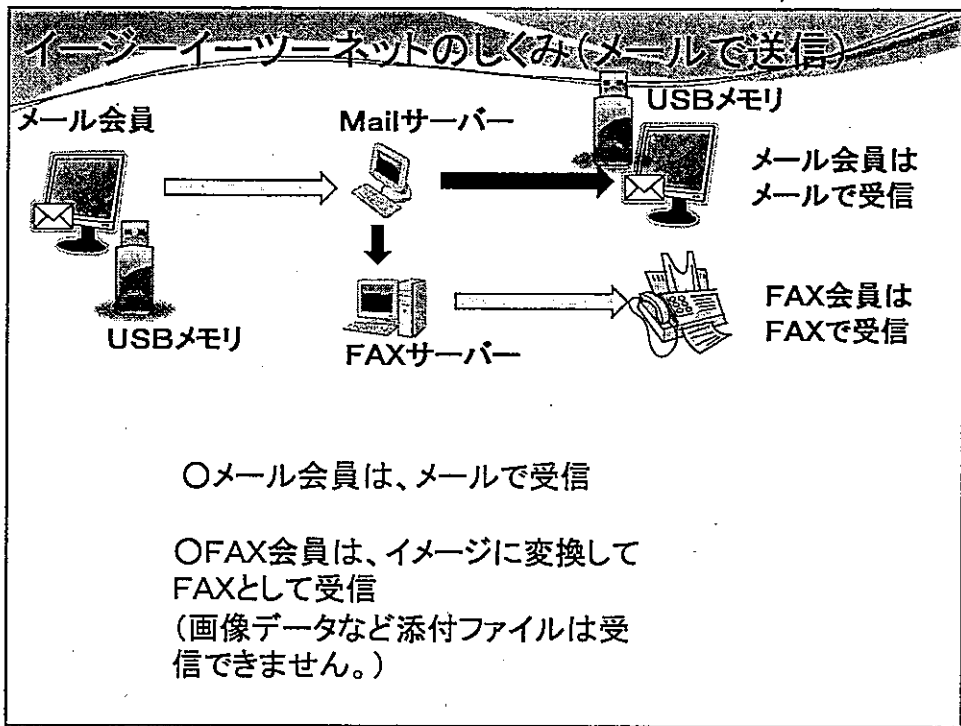 イージーイーツーネットのしくみ(メールで送信)
メール会員
Mailサーバー
USBメモリ
メール会員は
メールで受信
USBメモリ
FAXサーバー
FAX会員は
FAXで受信
〇メール会員は、メールで受信
〇FAX会員は、イメージに変換して
FAXとして受信
(画像データなど添付ファイルは受
信できません。)